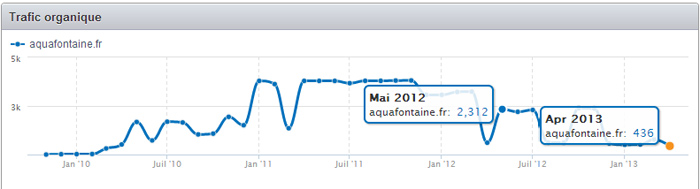 Trafic organique
aquafontaine.fr
5k
3k
Mai 2012
aquafontaine.fr: 2,312
Apr 2013
aquafontaine.fr: 436
Jan '10
Juil '10
Jan '11
Juil '11
Jan '12
Juil '12
Jan '13